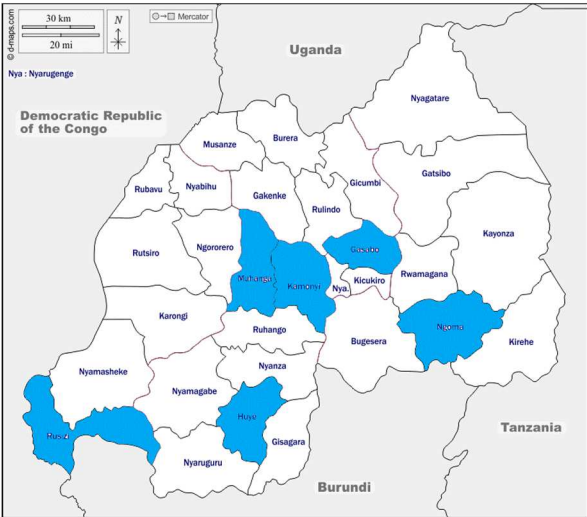 30 km
20 mi
N
Mercator
© d-maps.com
Nya : Nyarugenge
Uganda
Democratic Republic
of the Congo
Nyagatare
Musanze
Burera
Gicumbi
Gatsibo
Rubavu
Nyabihu
Gakenke
Rulindo
Kayonza
Rutsiro
Ngororero
Gasabo
Rwamagana
Muhanga
Kamonyi
Nya.
Kicukiro
Karongi
Ruhango
Bugesera
Ngoma
Kirehe
Nyamasheke
Nyanza
Nyamagabe
Huye
Rusizi
Gisagara
Nyaruguru
Tanzania
Burundi